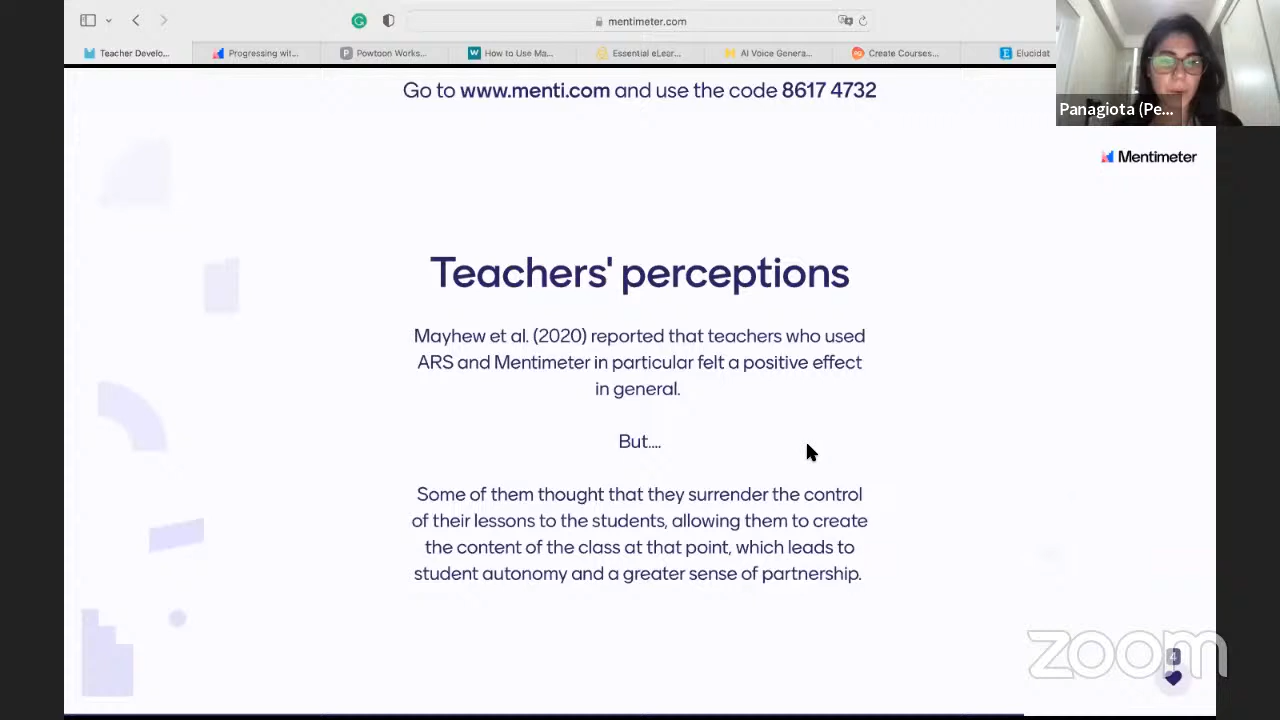 mentimeter.com
Teacher Develo...
Progressing wit...
Powtoon Works...
How to Use Ma...
Essential eLear...
AI Voice Genera...
Create Courses...
Elucidat
Go to www.menti.com and use the code 8617 4732
Panagiota (Pe...
Mentimeter
Teachers' perceptions
Mayhew et al. (2020) reported that teachers who used
ARS and Mentimeter in particular felt a positive effect
in general.
But....
Some of them thought that they surrender the control
of their lessons to the students, allowing them to create
the content of the class at that point, which leads to
student autonomy and a greater sense of partnership.
zoom
4